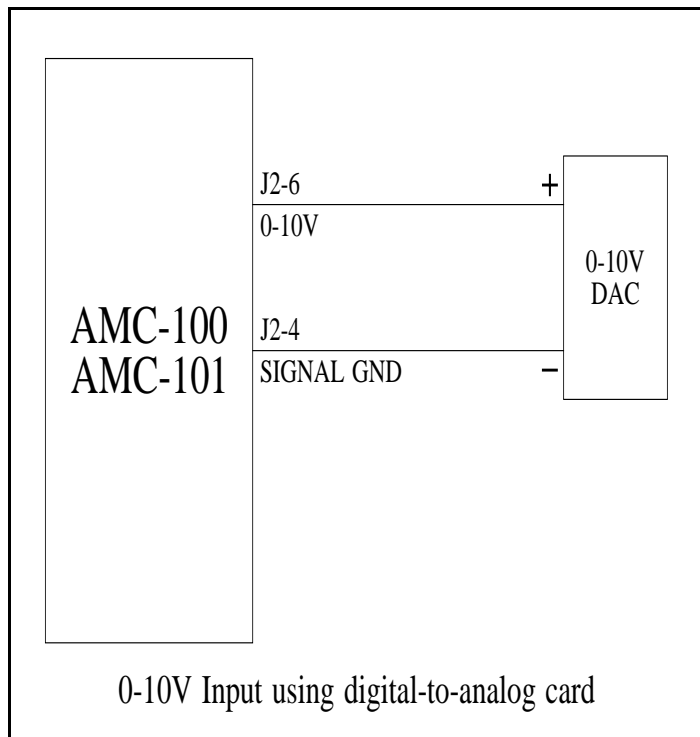 J2-6
+
0-10V
0-10V
DAC
AMC-100
J2-4
AMC-101
SIGNAL GND
−
0-10V Input using digital-to-analog card